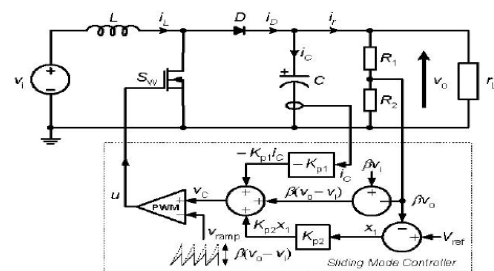 L
i_L
D
i_D
i_r
v_i
S_W
i_C
C
R_1
R_2
v_o
r_L
−K_p1 i_C
−K_p1
i_C
βv_i
u
PWM
v_C
β(v_o−v_i)
βv_o
v_ramp
K_p2 x_1
K_p2
x_1
V_ref
β(v_o−v_i)
Sliding Mode Controller